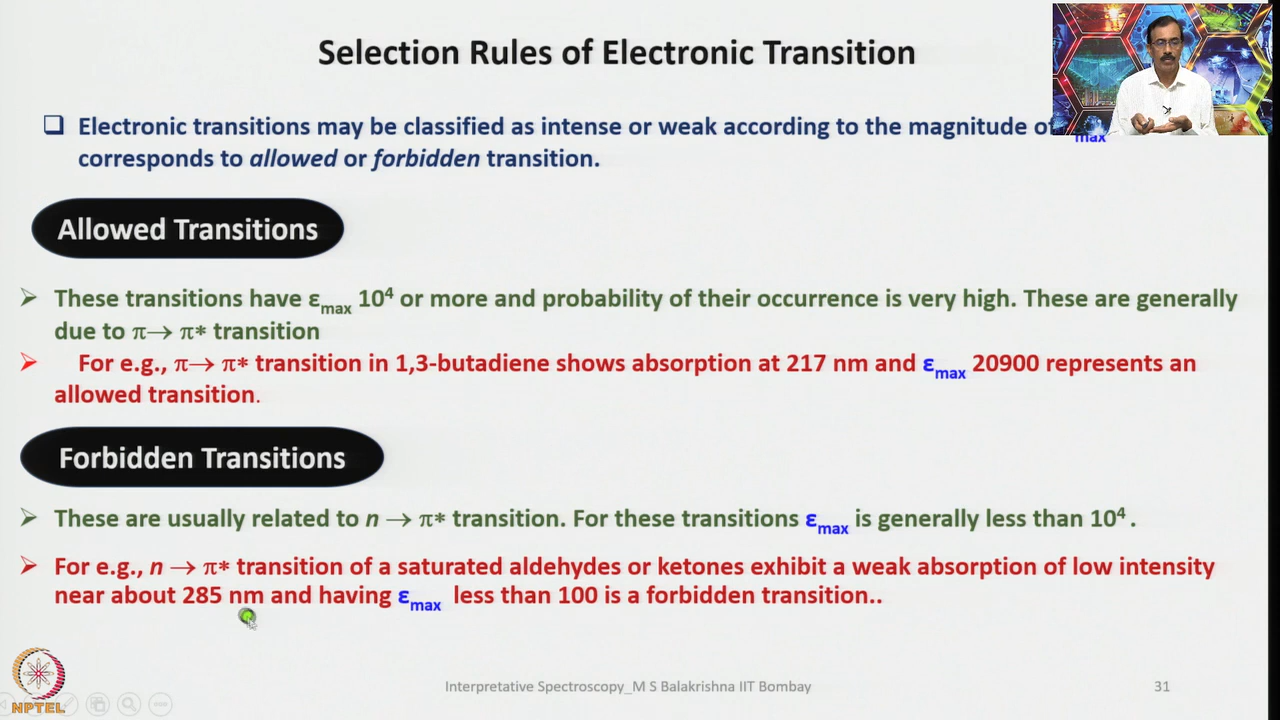 Selection Rules of Electronic Transition
Electronic transitions may be classified as intense or weak according to the magnitude of
max
corresponds to allowed or forbidden transition.
Allowed Transitions
These transitions have εmax 10⁴ or more and probability of their occurrence is very high. These are generally
due to π→ π* transition
For e.g., π→ π* transition in 1,3-butadiene shows absorption at 217 nm and εmax 20900 represents an
allowed transition.
Forbidden Transitions
These are usually related to n → π* transition. For these transitions εmax is generally less than 10⁴ .
For e.g., n → π* transition of a saturated aldehydes or ketones exhibit a weak absorption of low intensity
near about 285 nm and having εmax less than 100 is a forbidden transition..
Interpretative Spectroscopy_M S Balakrishna IIT Bombay
31
NPTEL